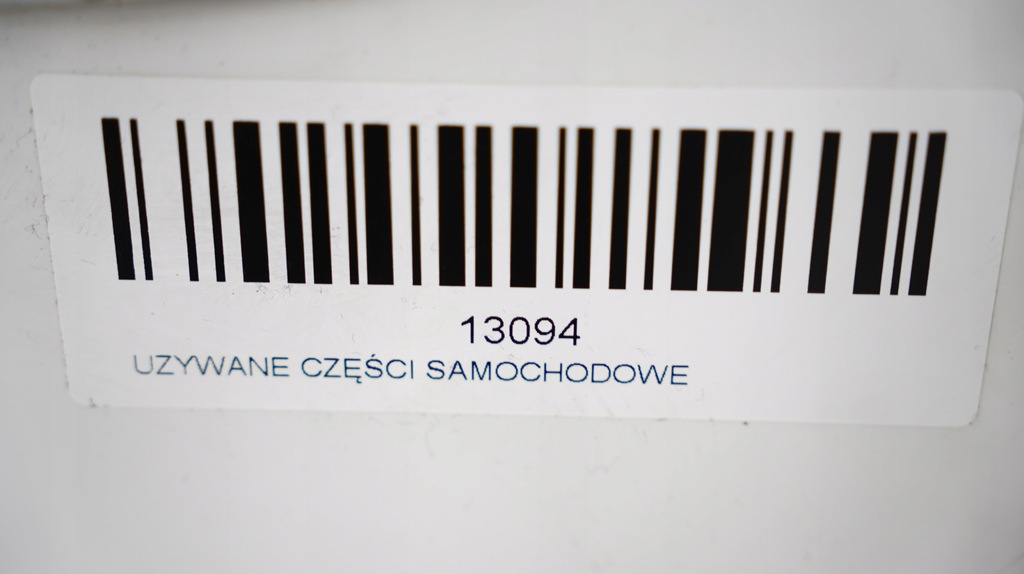 13094
UZYWANE CZĘŚCI SAMOCHODOWE